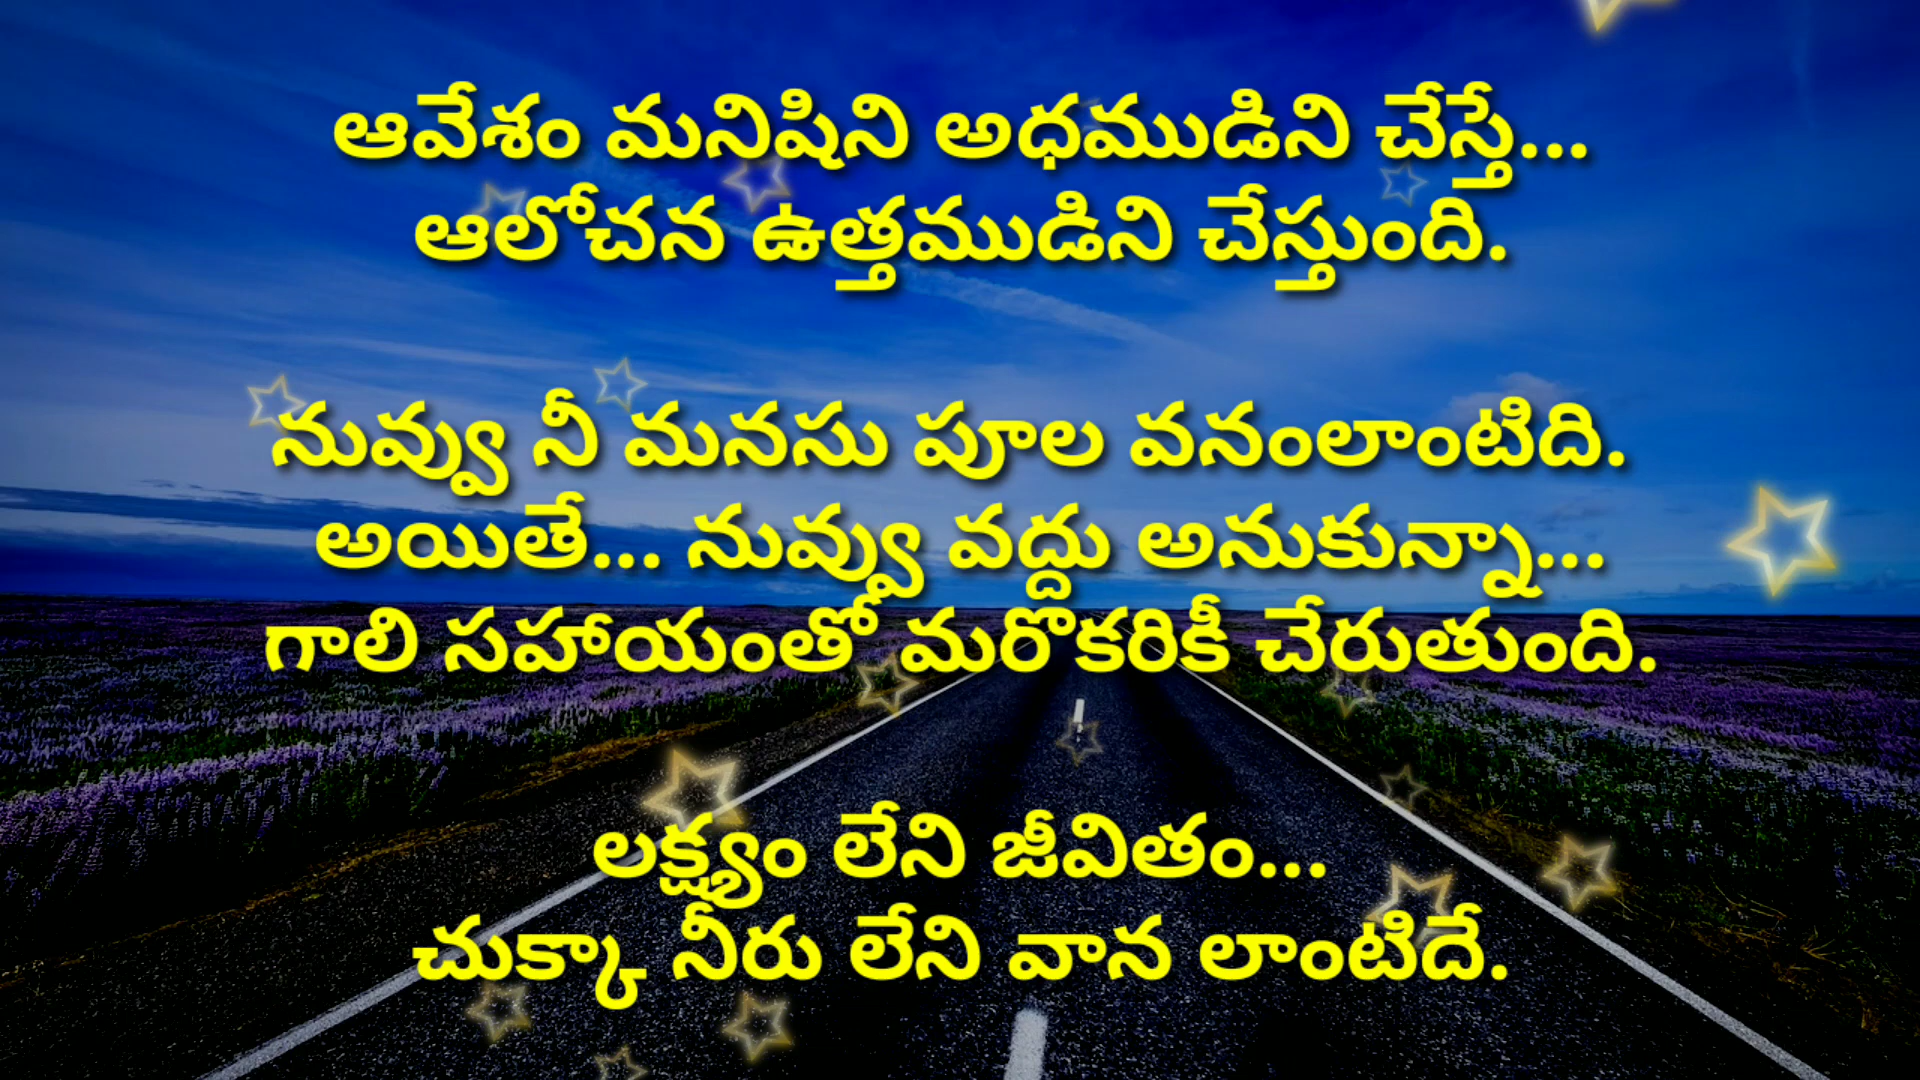 ఆవేశం మనిషిని అధముడిని చేస్తే...
ఆలోచన ఉత్తముడిని చేస్తుంది.
నువ్వు నీ మనసు పూల వనంలాంటిది.
అయితే... నువ్వు వద్దు అనుకున్నా...
గాలి సహాయంతో మరొకరికీ చేరుతుంది.
లక్ష్యం లేని జీవితం...
చుక్కా నీరు లేని వాన లాంటిదే.